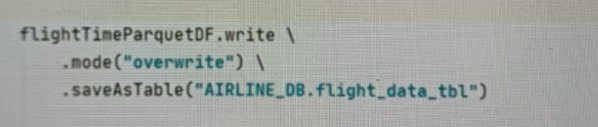 flightTimeParquetDF.write \
    .mode("overwrite") \
    .saveAsTable("AIRLINE_DB.flight_data_tbl")